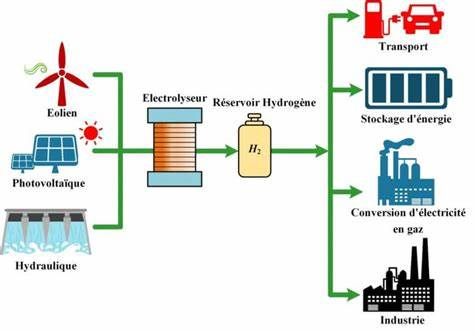 Eolien
Photovoltaïque
Hydraulique
Electrolyseur
Réservoir Hydrogène
H2
Transport
Stockage d'énergie
Conversion d'électricité
en gaz
Industrie